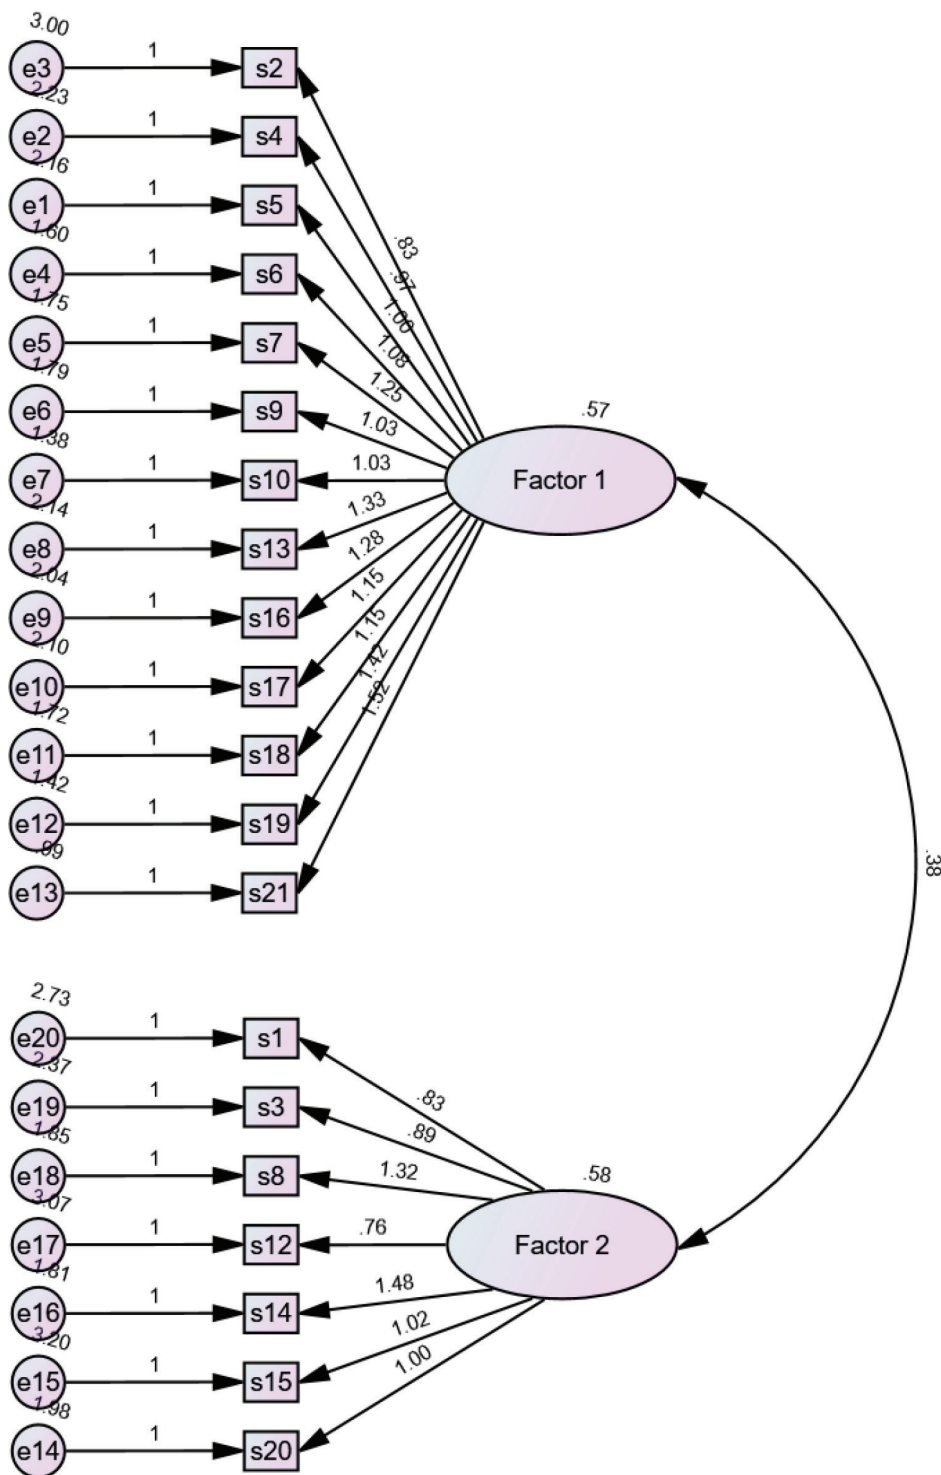 3.00
e3 1 s2
2.23
e2 1 s4
2.16
e1 1 s5
1.60
e4 1 s6
1.75
e5 1 s7
1.79
e6 1 s9
1.38
e7 1 s10
2.14
e8 1 s13
2.04
e9 1 s16
2.10
e10 1 s17
1.72
e11 1 s18
1.42
e12 1 s19
.99
e13 1 s21
.83
.97
1.00
1.08
1.25
1.03
1.03
1.33
1.28
1.15
1.15
1.42
1.52
.57
Factor 1
.38
2.73
e20 1 s1
2.37
e19 1 s3
1.85
e18 1 s8
3.07
e17 1 s12
1.81
e16 1 s14
3.20
e15 1 s15
1.98
e14 1 s20
.83
.89
1.32
.76
1.48
1.02
1.00
.58
Factor 2